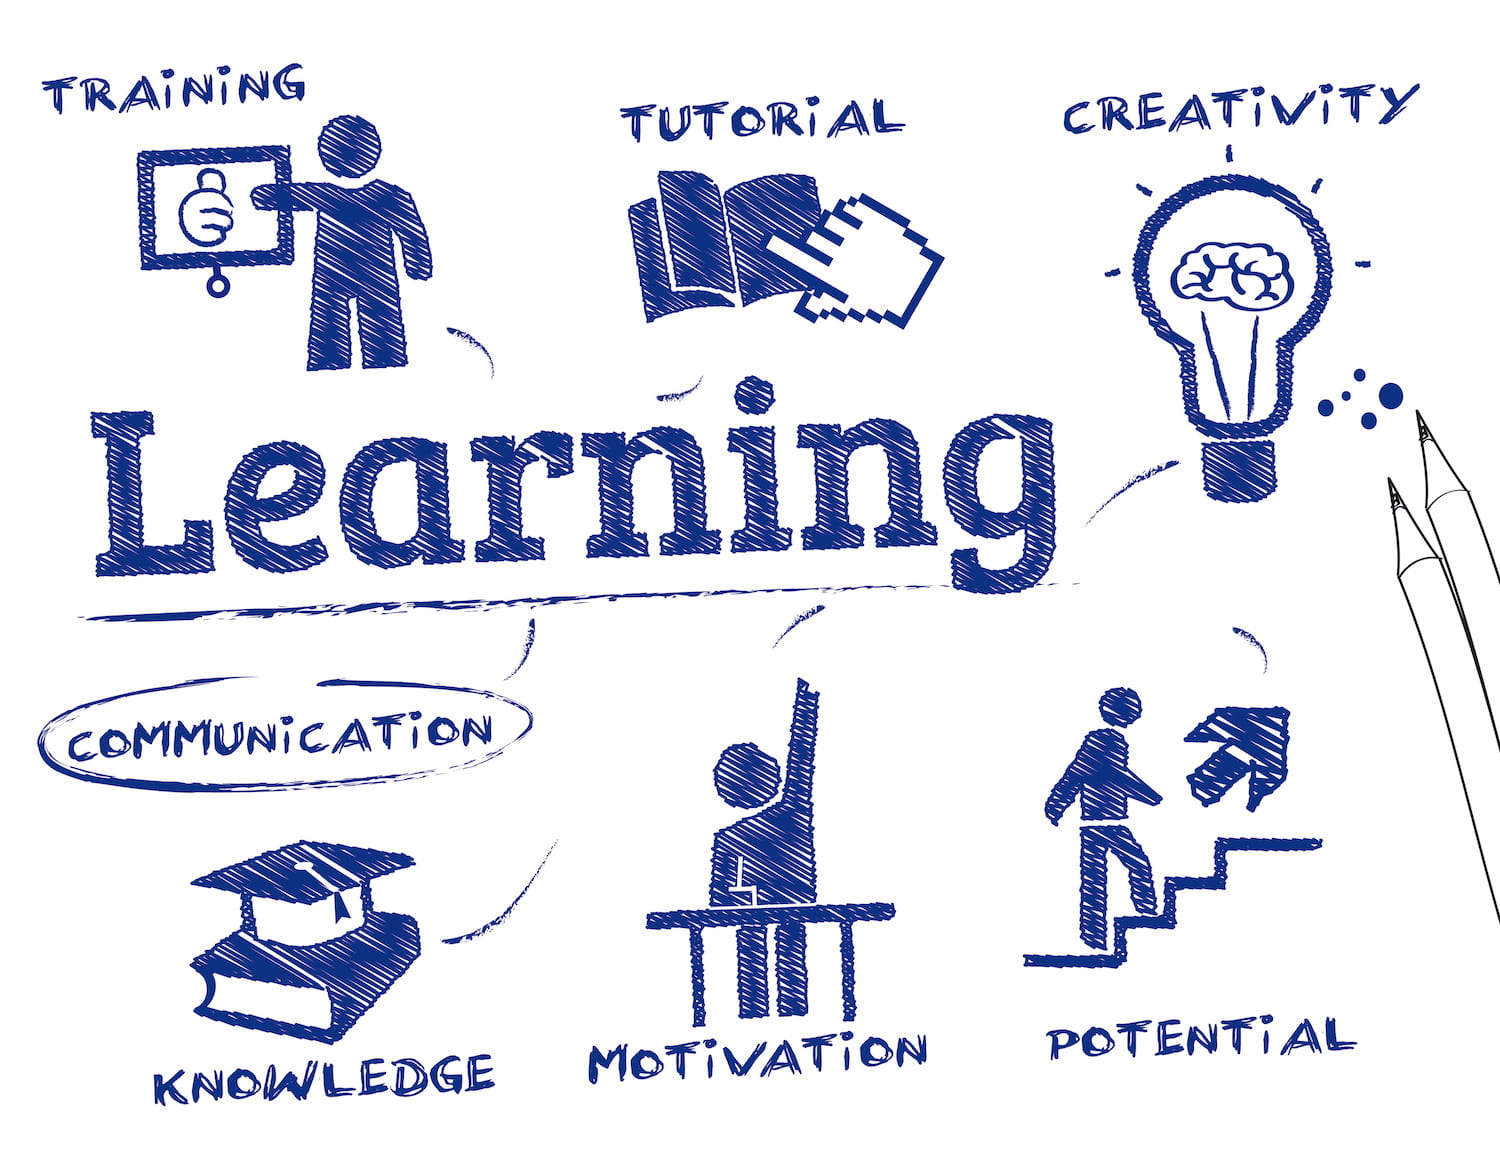 TRAiNiNG
TUTORiAL
CREATiViTY
Learning
COMMUNiCATiON
KNOWLEDGE
MOTiVATiON
POTENTiAL